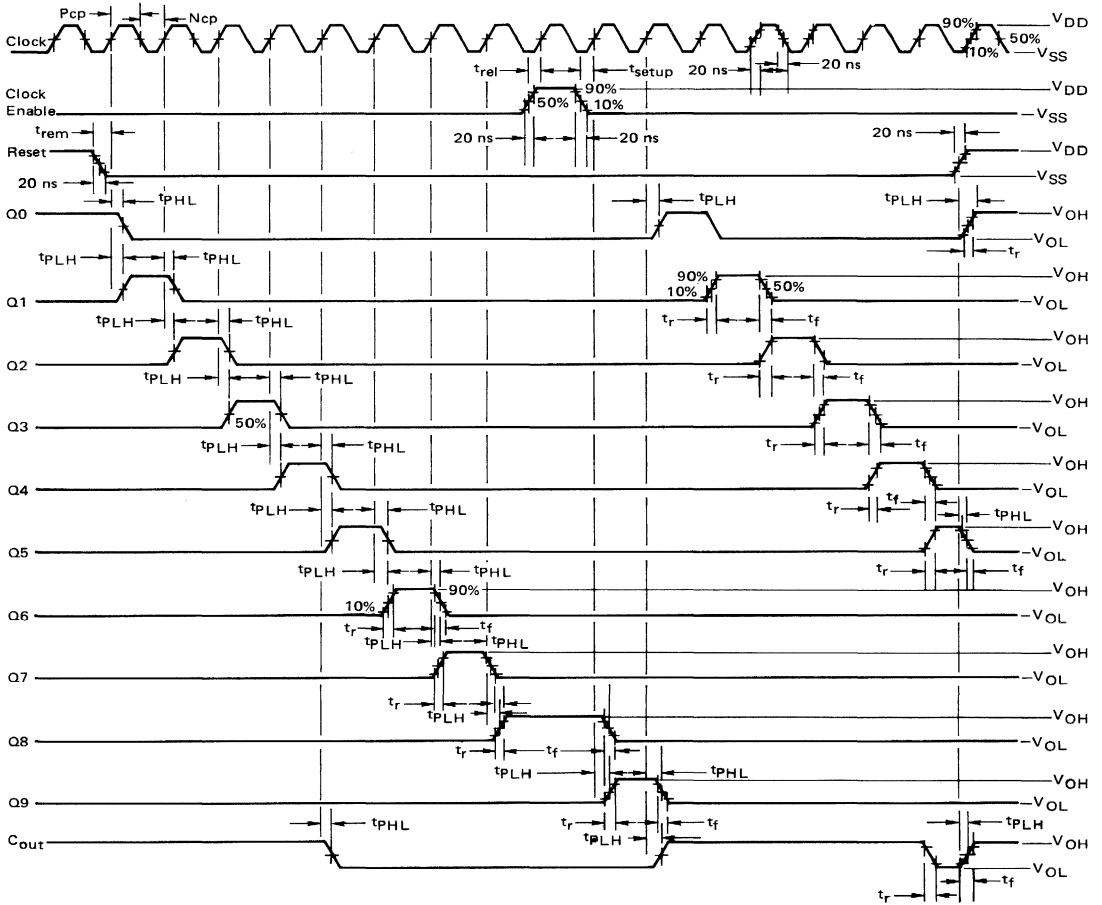 Pcp Ncp
Clock 90% 50% 10% VDD VSS
trel tsetup 20 ns 20 ns
Clock Enable 50% 90% 10% VDD VSS
trem 20 ns 20 ns 20 ns
Reset VDD VSS
20 ns tPHL tPLH tPLH
Q0 VOH VOL
tPLH tPHL tr
Q1 90% 10% 50% VOH VOL
tPLH tPHL tr tf
Q2 VOH VOL
tPLH tPHL tr tf
Q3 50% VOH VOL
tPLH tPHL tr tf
Q4 VOH VOL
tPLH tPHL tr tf tPHL
Q5 VOH VOL
tPLH tPHL tr tf
Q6 10% 90% VOH VOL
tr tf
tPLH tPHL
Q7 VOH VOL
tr
tPLH
Q8 VOH VOL
tr tf
tPLH tPHL
Q9 VOH VOL
tPHL tr tf tPLH
tPLH
Cout VOH VOL
tr tf